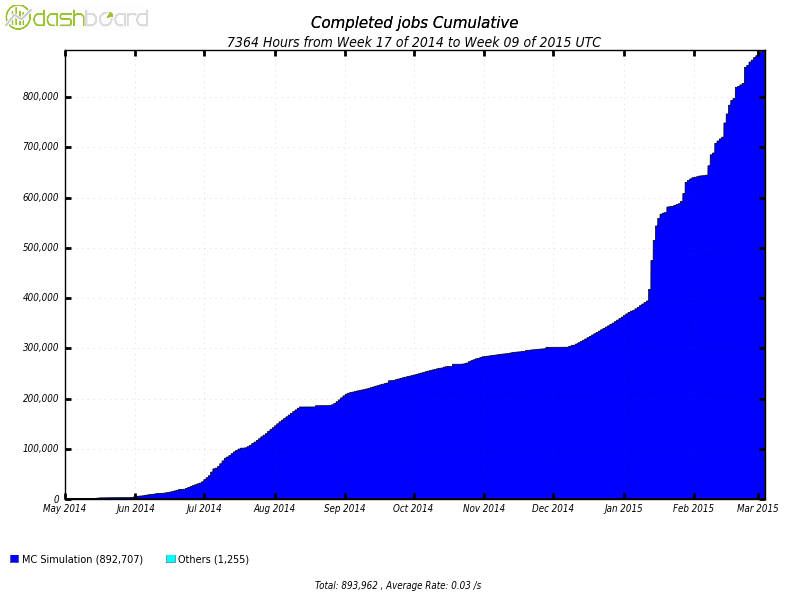 dashboard
Completed jobs Cumulative
7364 Hours from Week 17 of 2014 to Week 09 of 2015 UTC
800,000
700,000
600,000
500,000
400,000
300,000
200,000
100,000
0
May 2014 Jun 2014 Jul 2014 Aug 2014 Sep 2014 Oct 2014 Nov 2014 Dec 2014 Jan 2015 Feb 2015 Mar 2015
MC Simulation (892,707) Others (1,255)
Total: 893,962 , Average Rate: 0.03 /s